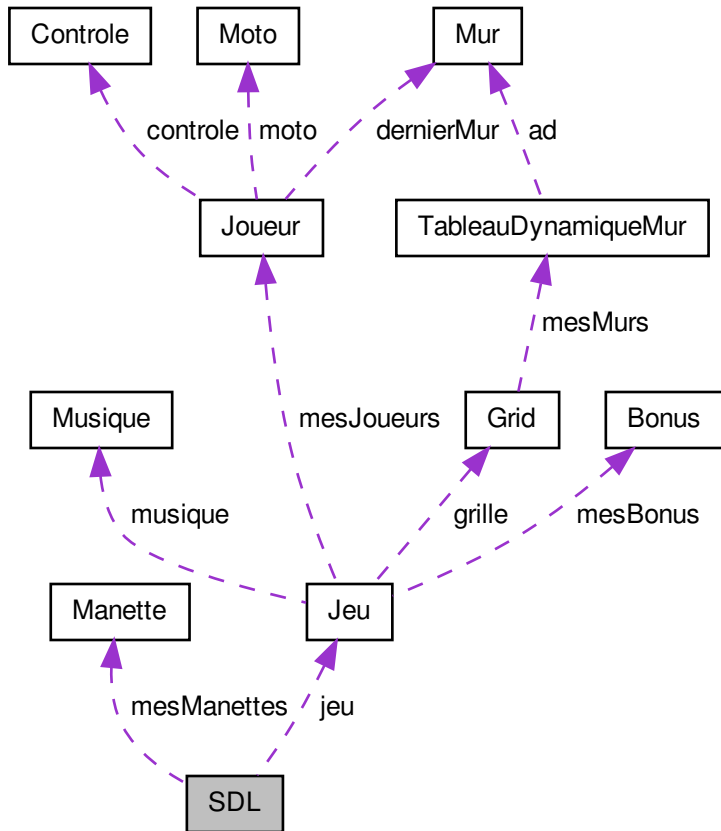 Controle
Moto
Mur
controle
moto
dernierMur
ad
Joueur
TableauDynamiqueMur
mesMurs
Musique
mesJoueurs
Grid
Bonus
musique
grille
mesBonus
Manette
Jeu
mesManettes
jeu
SDL